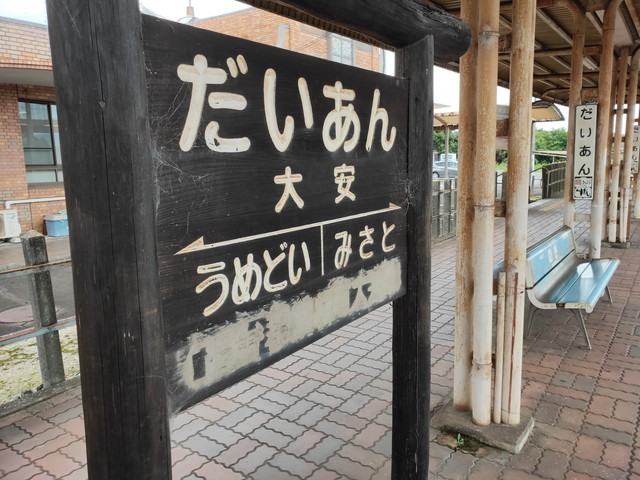 だいあん
大安
うめどい みさと
だいあん